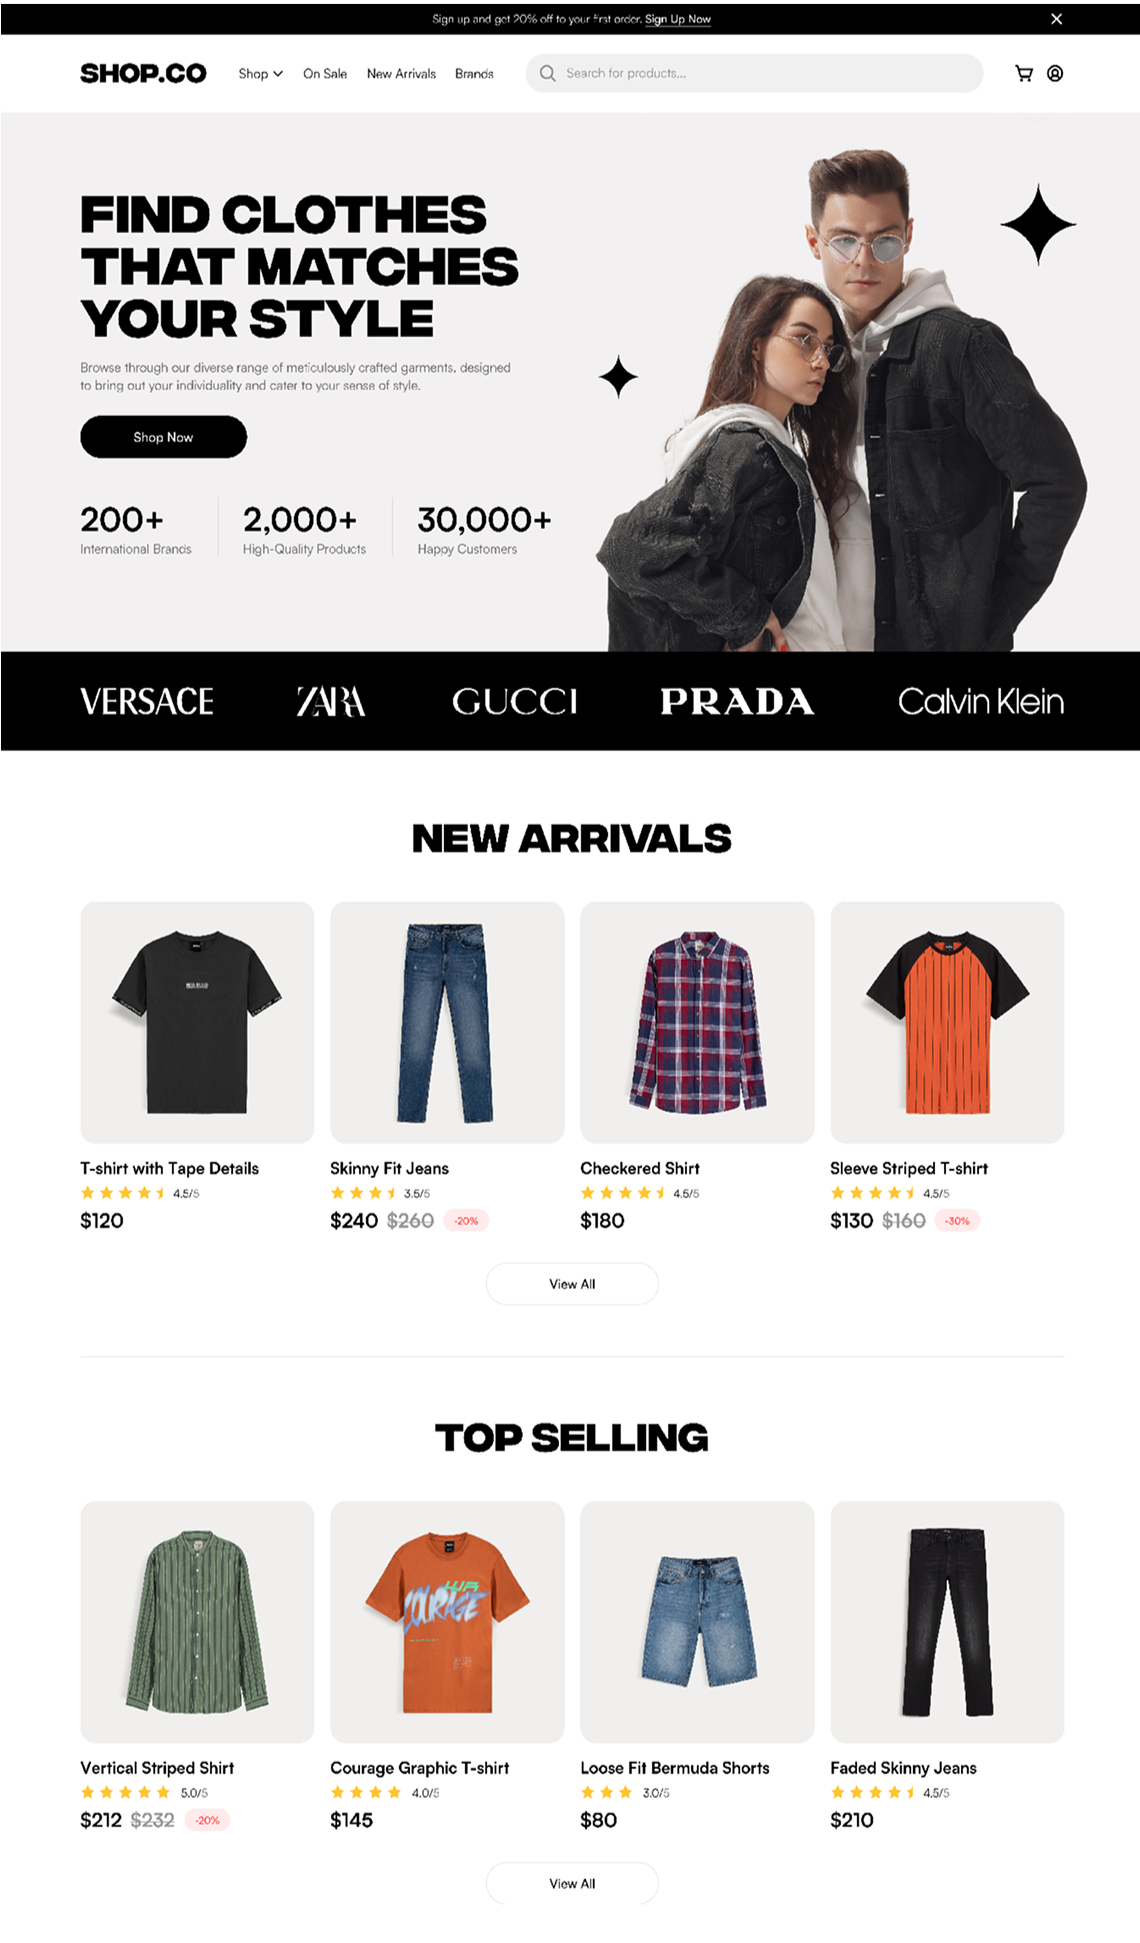 Sign up and get 20% off to your first order. Sign Up Now
SHOP.CO
Shop
On Sale
New Arrivals
Brands
Search for products...
FIND CLOTHES
THAT MATCHES
YOUR STYLE
Browse through our diverse range of meticulously crafted garments, designed
to bring out your individuality and cater to your sense of style.
Shop Now
200+
International Brands
2,000+
High-Quality Products
30,000+
Happy Customers
VERSACE
ZARA
GUCCI
PRADA
Calvin Klein
NEW ARRIVALS
T-shirt with Tape Details
4.5/5
$120
Skinny Fit Jeans
3.5/5
$240 $260 -20%
Checkered Shirt
4.5/5
$180
Sleeve Striped T-shirt
4.5/5
$130 $160 -30%
View All
TOP SELLING
COURAGE
Vertical Striped Shirt
5.0/5
$212 $232 -20%
Courage Graphic T-shirt
4.0/5
$145
Loose Fit Bermuda Shorts
3.0/5
$80
Faded Skinny Jeans
4.5/5
$210
View All